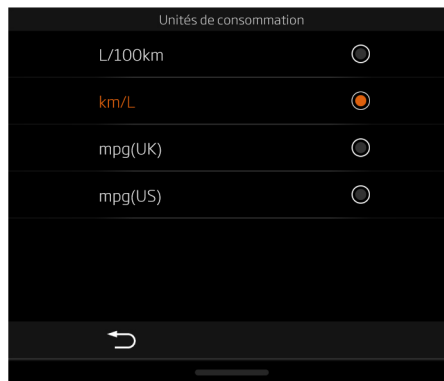 Unités de consommation
L/100km
km/L
mpg(UK)
mpg(US)